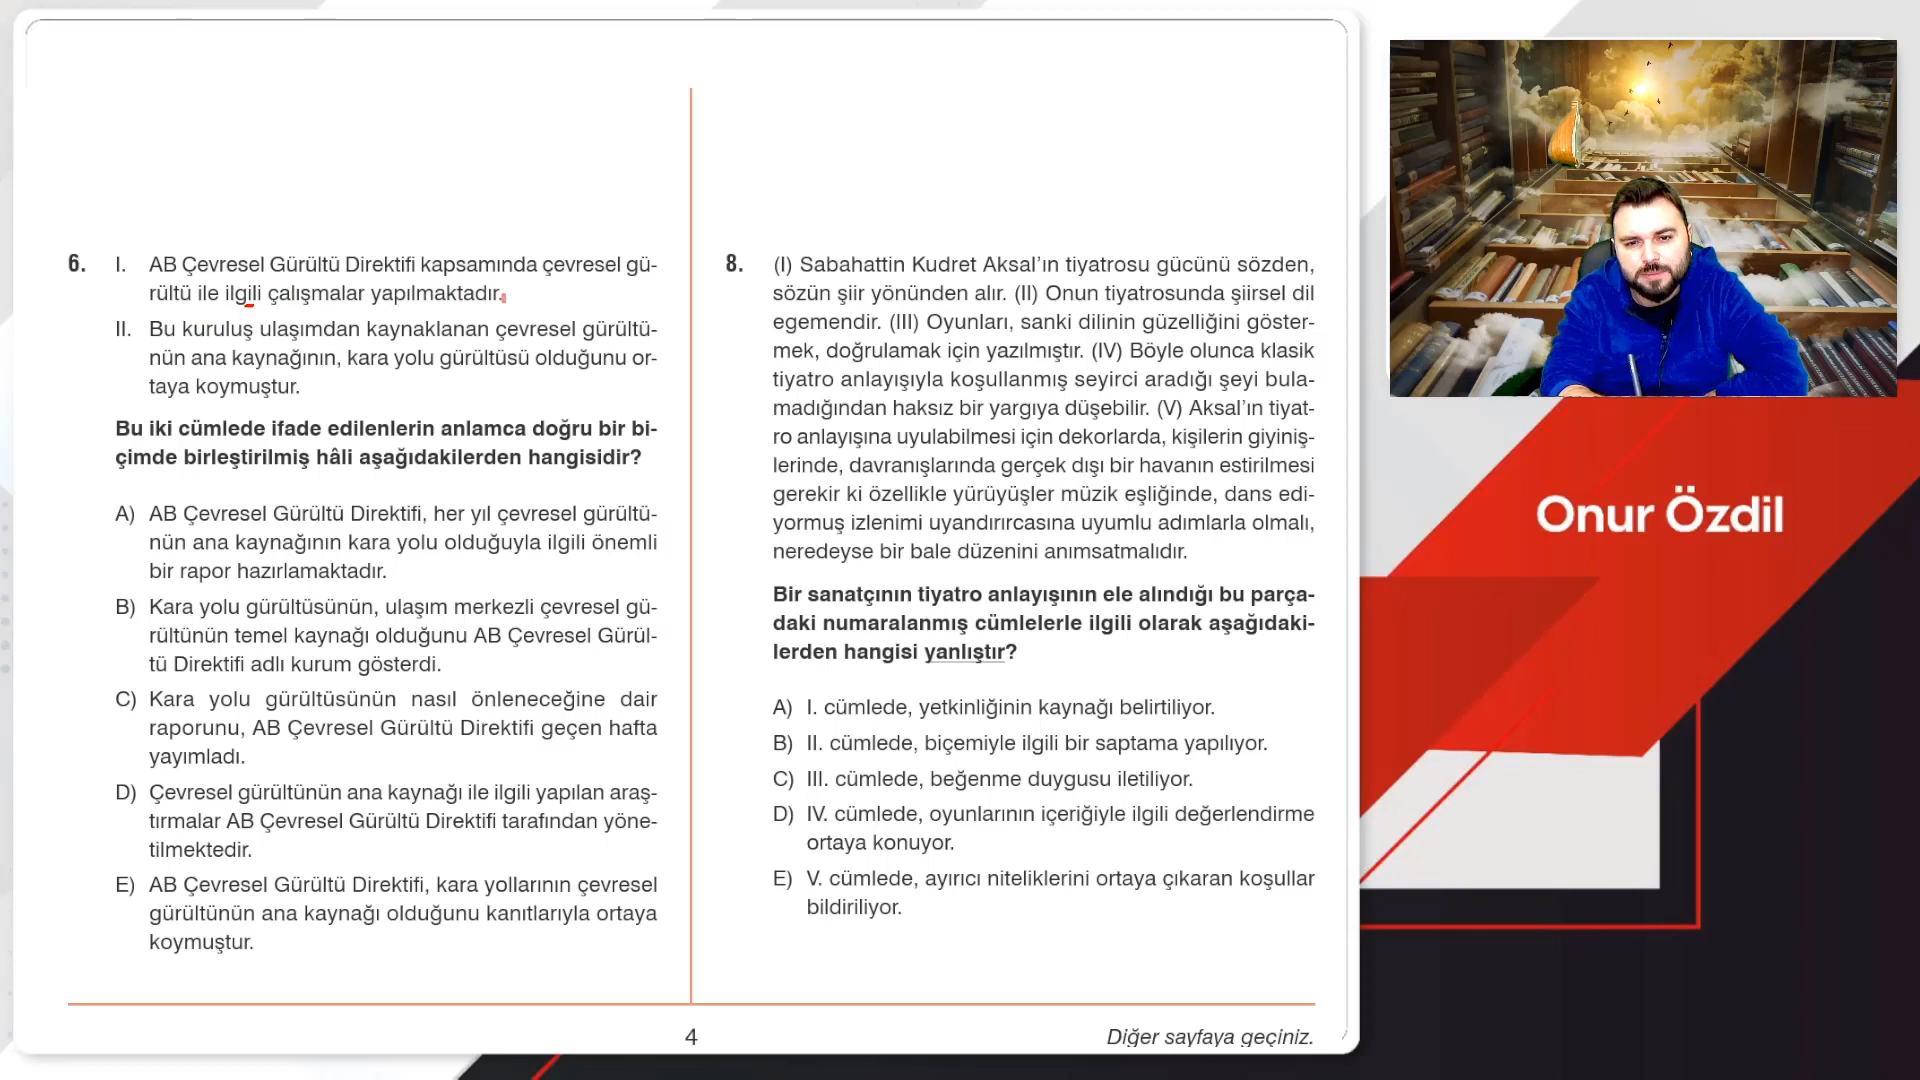 6. I. AB Çevresel Gürültü Direktifi kapsamında çevresel gü-
rültü ile ilgili çalışmalar yapılmaktadır.
II. Bu kuruluş ulaşımdan kaynaklanan çevresel gürültü-
nün ana kaynağının, kara yolu gürültüsü olduğunu or-
taya koymuştur.
Bu iki cümlede ifade edilenlerin anlamca doğru bir bi-
çimde birleştirilmiş hâli aşağıdakilerden hangisidir?
A) AB Çevresel Gürültü Direktifi, her yıl çevresel gürültü-
nün ana kaynağının kara yolu olduğuyla ilgili önemli
bir rapor hazırlamaktadır.
B) Kara yolu gürültüsünün, ulaşım merkezli çevresel gü-
rültünün temel kaynağı olduğunu AB Çevresel Gürül-
tü Direktifi adlı kurum gösterdi.
C) Kara yolu gürültüsünün nasıl önleneceğine dair
raporunu, AB Çevresel Gürültü Direktifi geçen hafta
yayımladı.
D) Çevresel gürültünün ana kaynağı ile ilgili yapılan araş-
tırmalar AB Çevresel Gürültü Direktifi tarafından yöne-
tilmektedir.
E) AB Çevresel Gürültü Direktifi, kara yollarının çevresel
gürültünün ana kaynağı olduğunu kanıtlarıyla ortaya
koymuştur.
8. (I) Sabahattin Kudret Aksal’ın tiyatrosu gücünü sözden,
sözün şiir yönünden alır. (II) Onun tiyatrosunda şiirsel dil
egemendir. (III) Oyunları, sanki dilinin güzelliğini göster-
mek, doğrulamak için yazılmıştır. (IV) Böyle olunca klasik
tiyatro anlayışıyla koşullanmış seyirci aradığı şeyi bula-
madığından haksız bir yargıya düşebilir. (V) Aksal’ın tiyat-
ro anlayışına uyulabilmesi için dekorlarda, kişilerin giyiniş-
lerinde, davranışlarında gerçek dışı bir havanın estirilmesi
gerekir ki özellikle yürüyüşler müzik eşliğinde, dans edi-
yormuş izlenimi uyandırırcasına uyumlu adımlarla olmalı,
neredeyse bir bale düzenini anımsatmalıdır.
Bir sanatçının tiyatro anlayışının ele alındığı bu parça-
daki numaralanmış cümlelerle ilgili olarak aşağıdaki-
lerden hangisi yanlıştır?
A) I. cümlede, yetkinliğinin kaynağı belirtiliyor.
B) II. cümlede, biçemiyle ilgili bir saptama yapılıyor.
C) III. cümlede, beğenme duygusu iletiliyor.
D) IV. cümlede, oyunlarının içeriğiyle ilgili değerlendirme
ortaya konuyor.
E) V. cümlede, ayırıcı niteliklerini ortaya çıkaran koşullar
bildiriliyor.
4
Diğer sayfaya geçiniz.
Onur Özdil